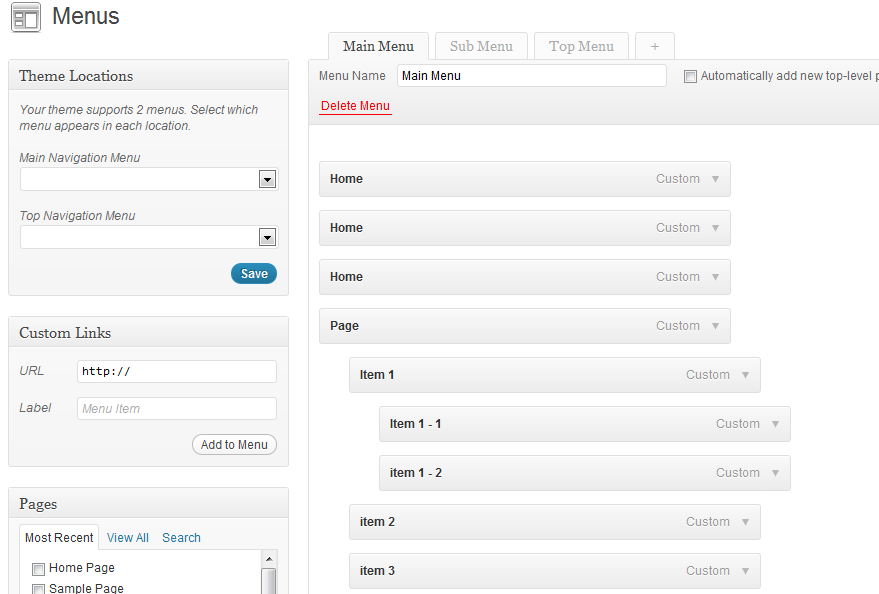 Menus
Main Menu
Sub Menu
Top Menu
+
Theme Locations
Your theme supports 2 menus. Select which
menu appears in each location.
Main Navigation Menu
Top Navigation Menu
Save
Custom Links
URL http://
Label Menu Item
Add to Menu
Pages
Most Recent View All Search
Home Page
Sample Page
Menu Name Main Menu
Automatically add new top-level p
Delete Menu
Home Custom
Home Custom
Home Custom
Page Custom
Item 1 Custom
Item 1 - 1 Custom
item 1 - 2 Custom
item 2 Custom
item 3 Custom